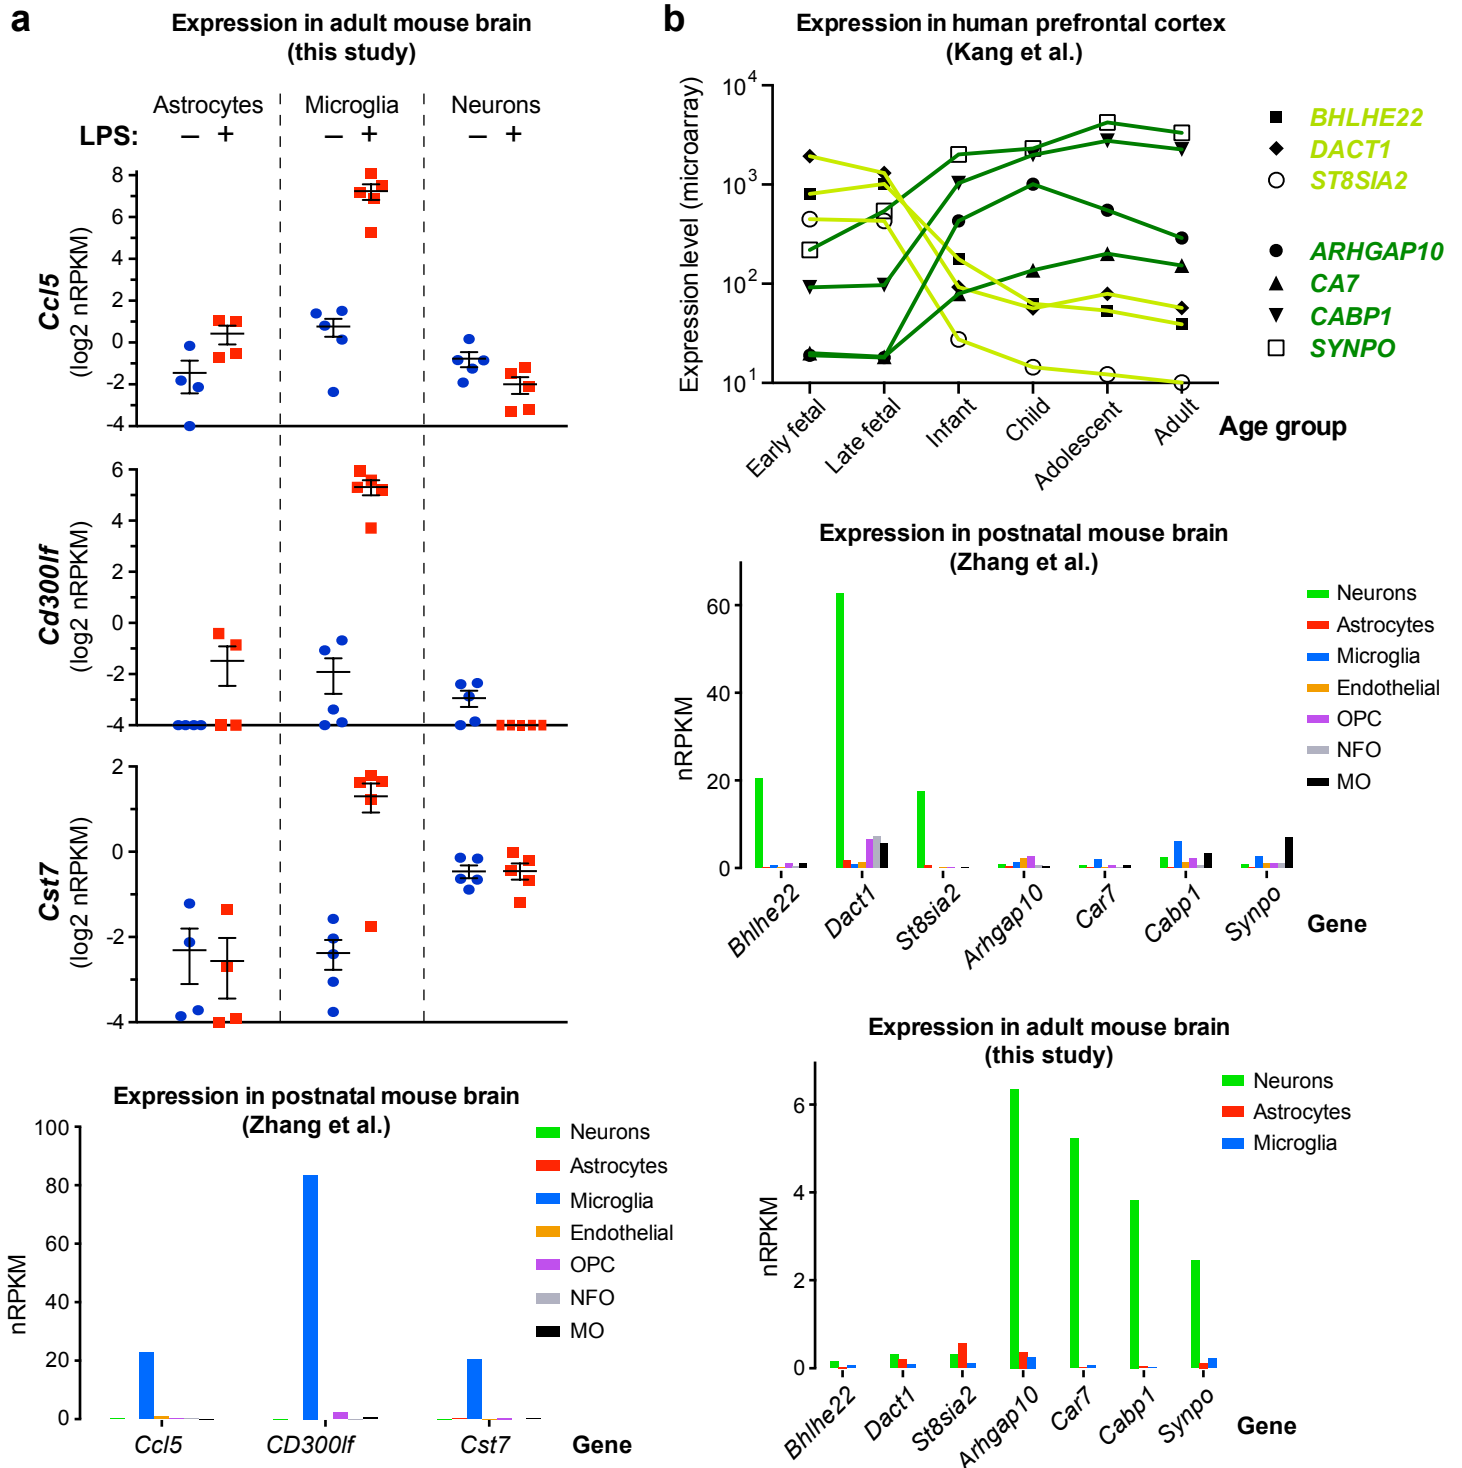 a
Expression in adult mouse brain
(this study)
Astrocytes Microglia Neurons
LPS: – + – + – +
Ccl5
(log2 nRPKM)
8
6
4
2
0
-2
-4
Cd300lf
(log2 nRPKM)
6
4
2
0
-2
-4
Cst7
(log2 nRPKM)
2
0
-2
-4
Expression in postnatal mouse brain
(Zhang et al.)
nRPKM
100
80
60
40
20
0
Neurons
Astrocytes
Microglia
Endothelial
OPC
NFO
MO
Ccl5 CD300lf Cst7 Gene
b
Expression in human prefrontal cortex
(Kang et al.)
Expression level (microarray)
10^4
10^3
10^2
10^1
BHLHE22
DACT1
ST8SIA2
ARHGAP10
CA7
CABP1
SYNPO
Early fetal Late fetal Infant Child Adolescent Adult Age group
Expression in postnatal mouse brain
(Zhang et al.)
nRPKM
60
40
20
0
Neurons
Astrocytes
Microglia
Endothelial
OPC
NFO
MO
Bhlhe22 Dact1 St8sia2 Arhgap10 Car7 Cabp1 Synpo Gene
Expression in adult mouse brain
(this study)
nRPKM
6
4
2
0
Neurons
Astrocytes
Microglia
Bhlhe22 Dact1 St8sia2 Arhgap10 Car7 Cabp1 Synpo Gene